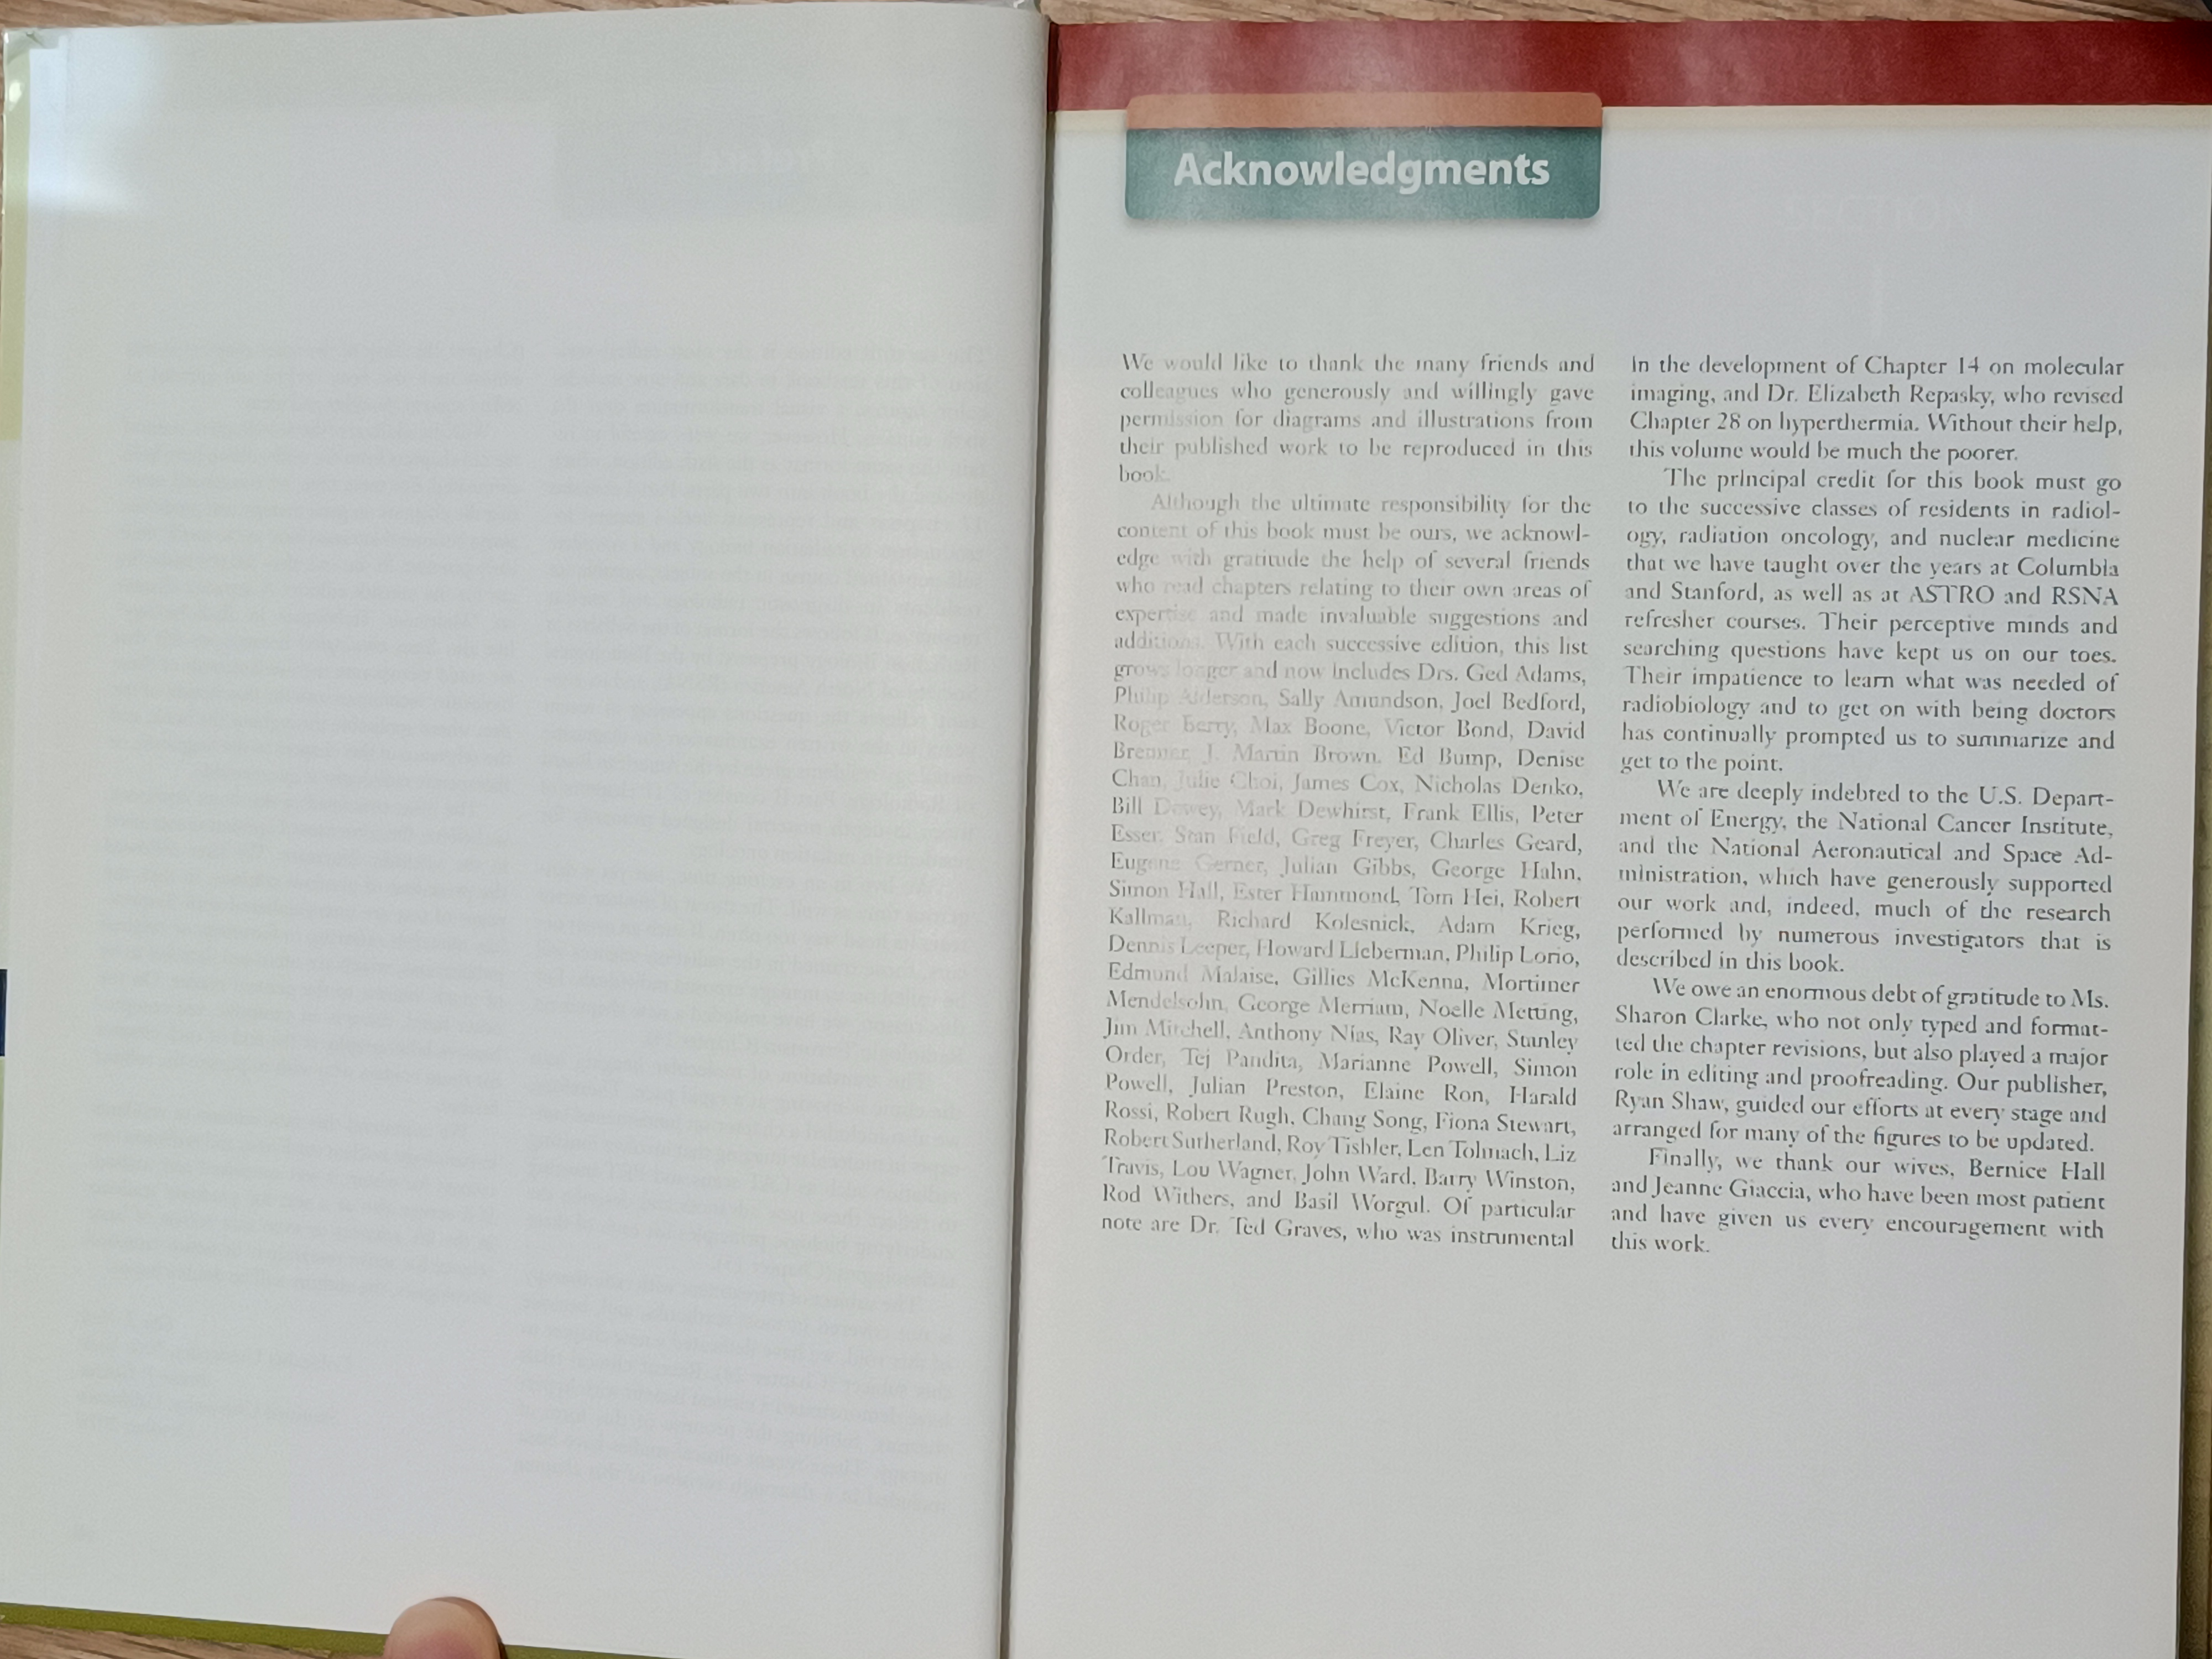 Acknowledgments
We would like to thank the many friends and
colleagues who generously and willingly gave
permission for diagrams and illustrations from
their published work to be reproduced in this
book.
Although the ultimate responsibility for the
content of this book must be ours, we acknowl-
edge with gratitude the help of several friends
who read chapters relating to their own areas of
expertise and made invaluable suggestions and
additions. With each successive edition, this list
grows longer and now includes Drs. Ged Adams,
Philip Alderson, Sally Amundson, Joel Bedford,
Roger Berry, Max Boone, Victor Bond, David
Brenner, J. Martin Brown, Ed Bump, Denise
Chan, Julie Choi, James Cox, Nicholas Denko,
Bill Dewey, Mark Dewhirst, Frank Ellis, Peter
Esser, Stan Field, Greg Freyer, Charles Geard,
Eugene Gerner, Julian Gibbs, George Hahn,
Simon Hall, Ester Hammond, Tom Hei, Robert
Kallman, Richard Kolesnick, Adam Krieg,
Dennis Leeper, Howard Lieberman, Philip Lorio,
Edmund Malaise, Gillies McKenna, Mortimer
Mendelsohn, George Merriam, Noelle Metting,
Jim Mitchell, Anthony Nias, Ray Oliver, Stanley
Order, Tej Pandita, Marianne Powell, Simon
Powell, Julian Preston, Elaine Ron, Harald
Rossi, Robert Rugh, Chang Song, Fiona Stewart,
Robert Sutherland, Roy Tishler, Len Tolmach, Liz
Travis, Lou Wagner, John Ward, Barry Winston,
Rod Withers, and Basil Worgul. Of particular
note are Dr. Ted Graves, who was instrumental
in the development of Chapter 14 on molecular
imaging, and Dr. Elizabeth Repasky, who revised
Chapter 28 on hyperthermia. Without their help,
this volume would be much the poorer.
The principal credit for this book must go
to the successive classes of residents in radiol-
ogy, radiation oncology, and nuclear medicine
that we have taught over the years at Columbia
and Stanford, as well as at ASTRO and RSNA
refresher courses. Their perceptive minds and
searching questions have kept us on our toes.
Their impatience to learn what was needed of
radiobiology and to get on with being doctors
has continually prompted us to summarize and
get to the point.
We are deeply indebted to the U.S. Depart-
ment of Energy, the National Cancer Institute,
and the National Aeronautical and Space Ad-
ministration, which have generously supported
our work and, indeed, much of the research
performed by numerous investigators that is
described in this book.
We owe an enormous debt of gratitude to Ms.
Sharon Clarke, who not only typed and format-
ted the chapter revisions, but also played a major
role in editing and proofreading. Our publisher,
Ryan Shaw, guided our efforts at every stage and
arranged for many of the figures to be updated.
Finally, we thank our wives, Bernice Hall
and Jeanne Giaccia, who have been most patient
and have given us every encouragement with
this work.